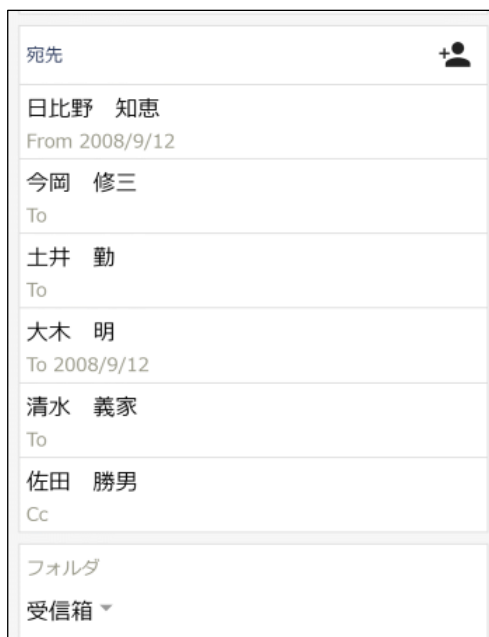 宛先
日比野　知恵
From 2008/9/12
今岡　修三
To
土井　勤
To
大木　明
To 2008/9/12
清水　義家
To
佐田　勝男
Cc
フォルダ
受信箱